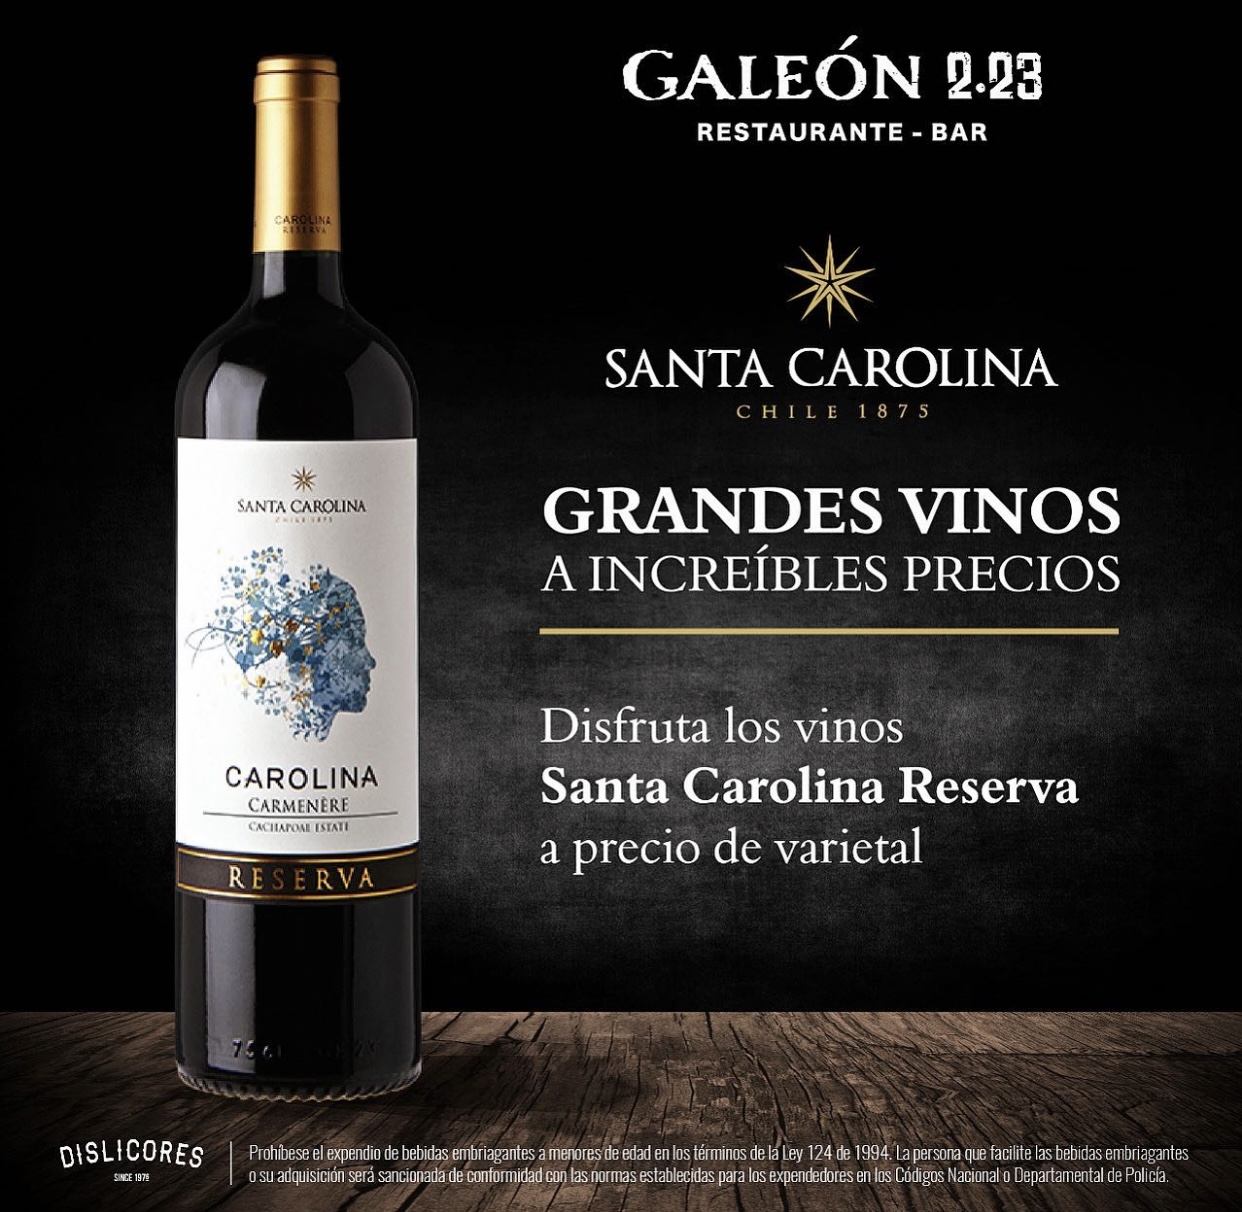 GALEÓN 2.23
RESTAURANTE - BAR
CAROLINA
RESERVA
SANTA CAROLINA
CHILE 1875
GRANDES VINOS
A INCREÍBLES PRECIOS
Disfruta los vinos
Santa Carolina Reserva
a precio de varietal
SANTA CAROLINA
CHILE 1875
CAROLINA
CARMENÈRE
CACHAPOAL ESTATE
RESERVA
DISLICORES
SINCE 1979
Prohíbese el expendio de bebidas embriagantes a menores de edad en los términos de la Ley 124 de 1994. La persona que facilite las bebidas embriagantes
o su adquisición será sancionada de conformidad con las normas establecidas para los expendedores en los Códigos Nacional o Departamental de Policía.